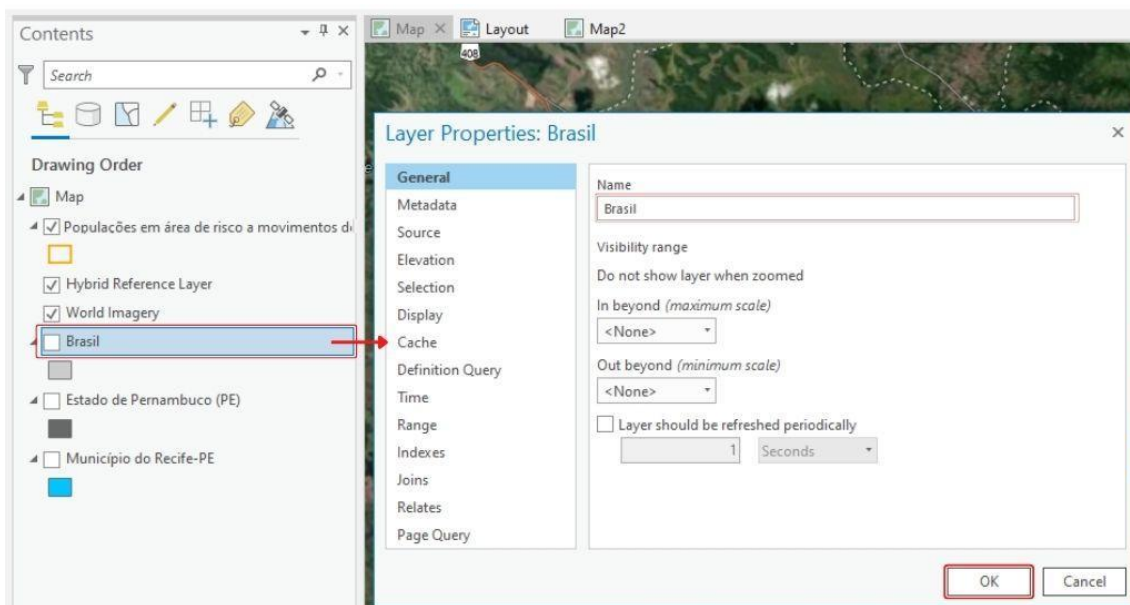 Contents
Map
Layout
Map2
408
Search
Drawing Order
Map
Populações em área de risco a movimentos d
Hybrid Reference Layer
World Imagery
Brasil
Estado de Pernambuco (PE)
Município do Recife-PE
Layer Properties: Brasil
General
Metadata
Source
Elevation
Selection
Display
Cache
Definition Query
Time
Range
Indexes
Joins
Relates
Page Query
Name
Brasil
Visibility range
Do not show layer when zoomed
In beyond (maximum scale)
<None>
Out beyond (minimum scale)
<None>
Layer should be refreshed periodically
1 Seconds
OK Cancel